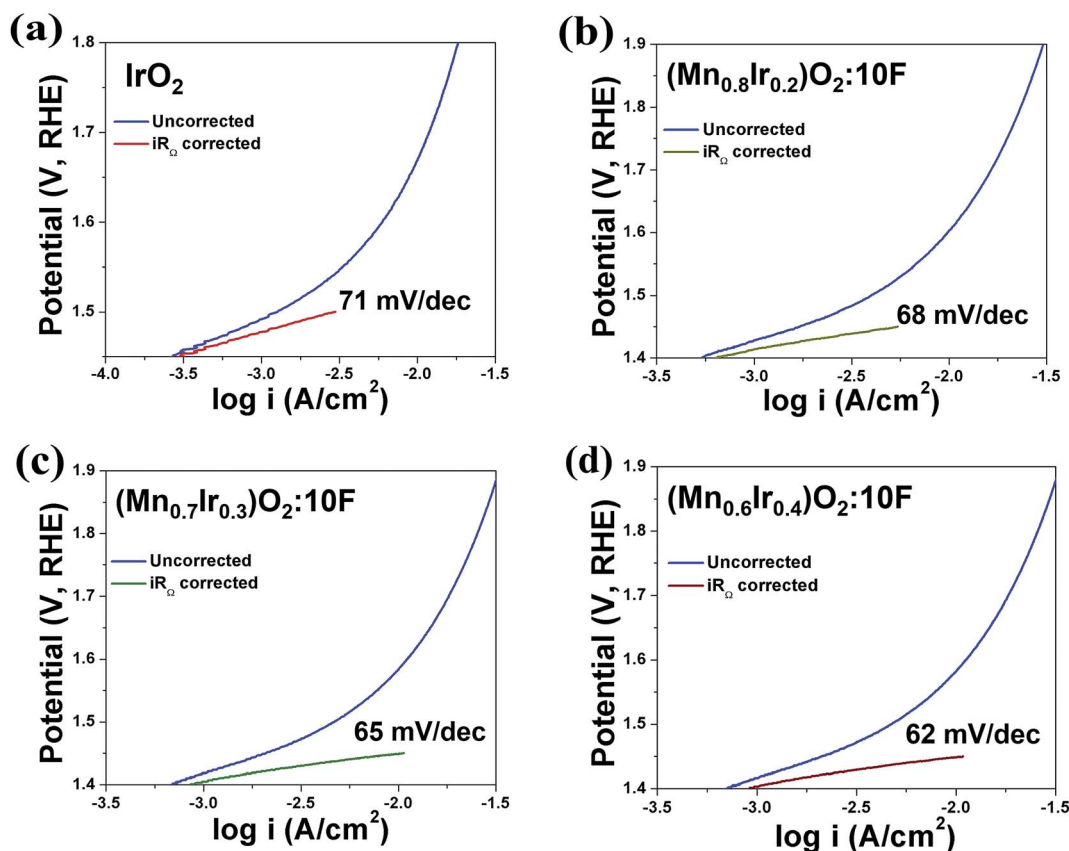 (a)
IrO₂
Uncorrected
iR_Ω corrected
71 mV/dec
Potential (V, RHE)
1.8
1.7
1.6
1.5
-4.0 -3.5 -3.0 -2.5 -2.0 -1.5
log i (A/cm²)
(b)
(Mn₀.₈Ir₀.₂)O₂:10F
Uncorrected
iR_Ω corrected
68 mV/dec
Potential (V, RHE)
1.9
1.8
1.7
1.6
1.5
1.4
-3.5 -3.0 -2.5 -2.0 -1.5
log i (A/cm²)
(c)
(Mn₀.₇Ir₀.₃)O₂:10F
Uncorrected
iR_Ω corrected
65 mV/dec
Potential (V, RHE)
1.9
1.8
1.7
1.6
1.5
1.4
-3.5 -3.0 -2.5 -2.0 -1.5
log i (A/cm²)
(d)
(Mn₀.₆Ir₀.₄)O₂:10F
Uncorrected
iR_Ω corrected
62 mV/dec
Potential (V, RHE)
1.9
1.8
1.7
1.6
1.5
1.4
-3.5 -3.0 -2.5 -2.0 -1.5
log i (A/cm²)